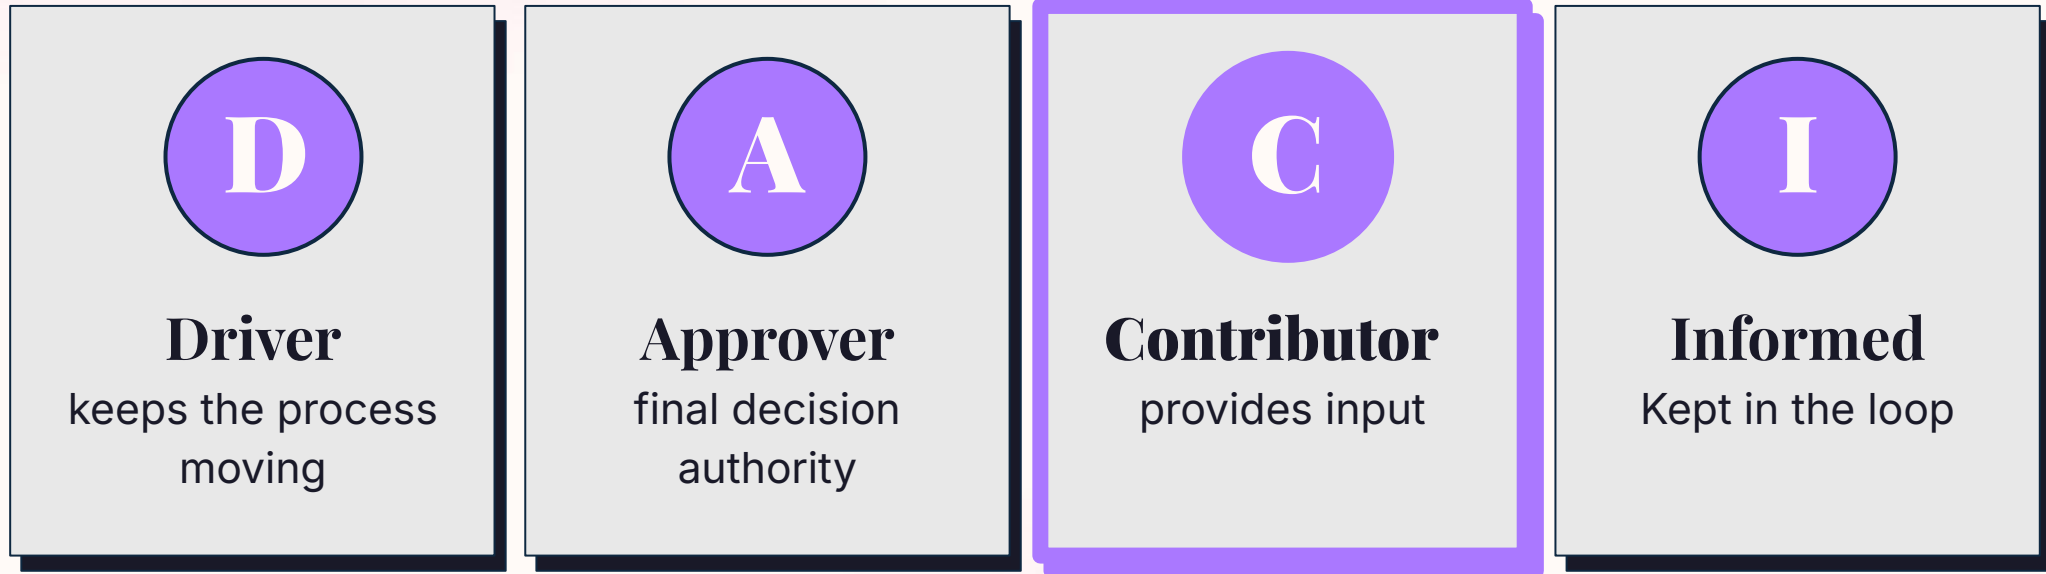 D
Driver
keeps the process
moving
A
Approver
final decision
authority
C
Contributor
provides input
I
Informed
Kept in the loop